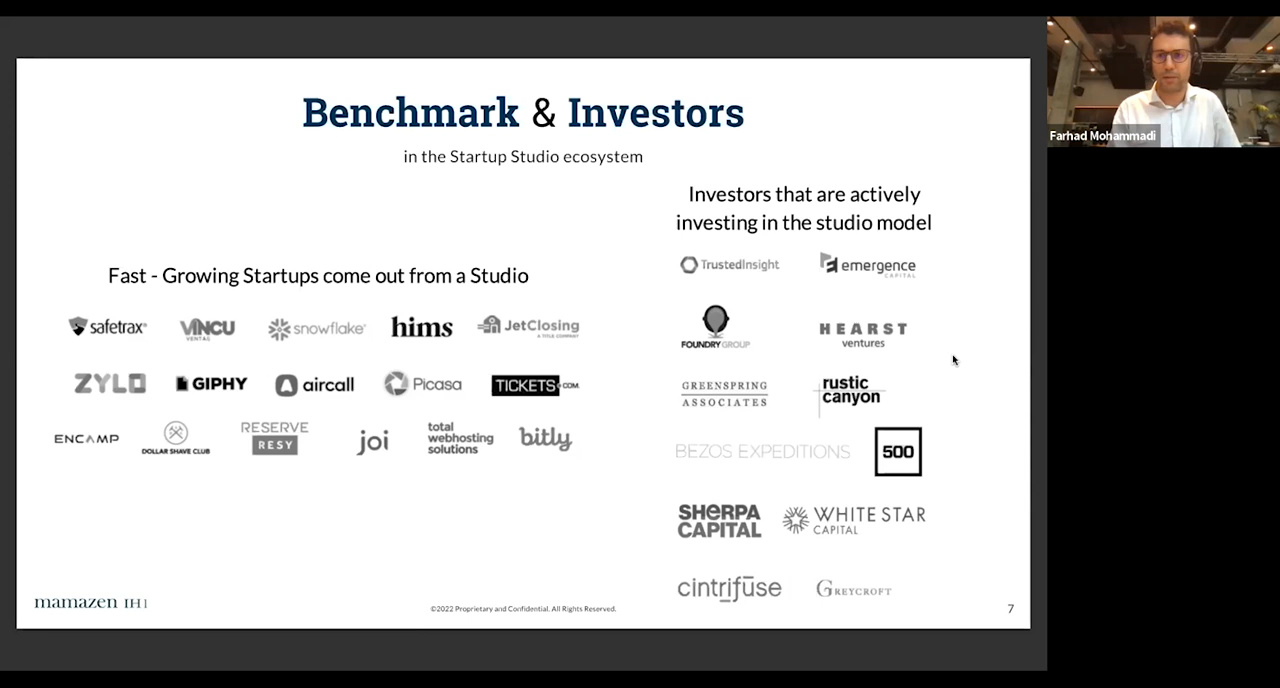 Benchmark & Investors
in the Startup Studio ecosystem
Farhad Mohammadi
Fast - Growing Startups come out from a Studio
safetrax
VINCU
VENTAS
snowflake
hims
JetClosing
A TITLE COMPANY
ZYLO
GIPHY
aircall
Picasa
TICKETS.COM
ENCAMP
DOLLAR SHAVE CLUB
RESERVE
RESY
joi
total
webhosting
solutions
bitly
Investors that are actively
investing in the studio model
TrustedInsight
emergence
CAPITAL
FOUNDRY GROUP
HEARST
ventures
GREENSPRING
ASSOCIATES
rustic
canyon
BEZOS EXPEDITIONS
500
SHERPA
CAPITAL
WHITE STAR
CAPITAL
cintrifuse
GREYCROFT
mamazen
©2022 Proprietary and Confidential. All Rights Reserved.
7